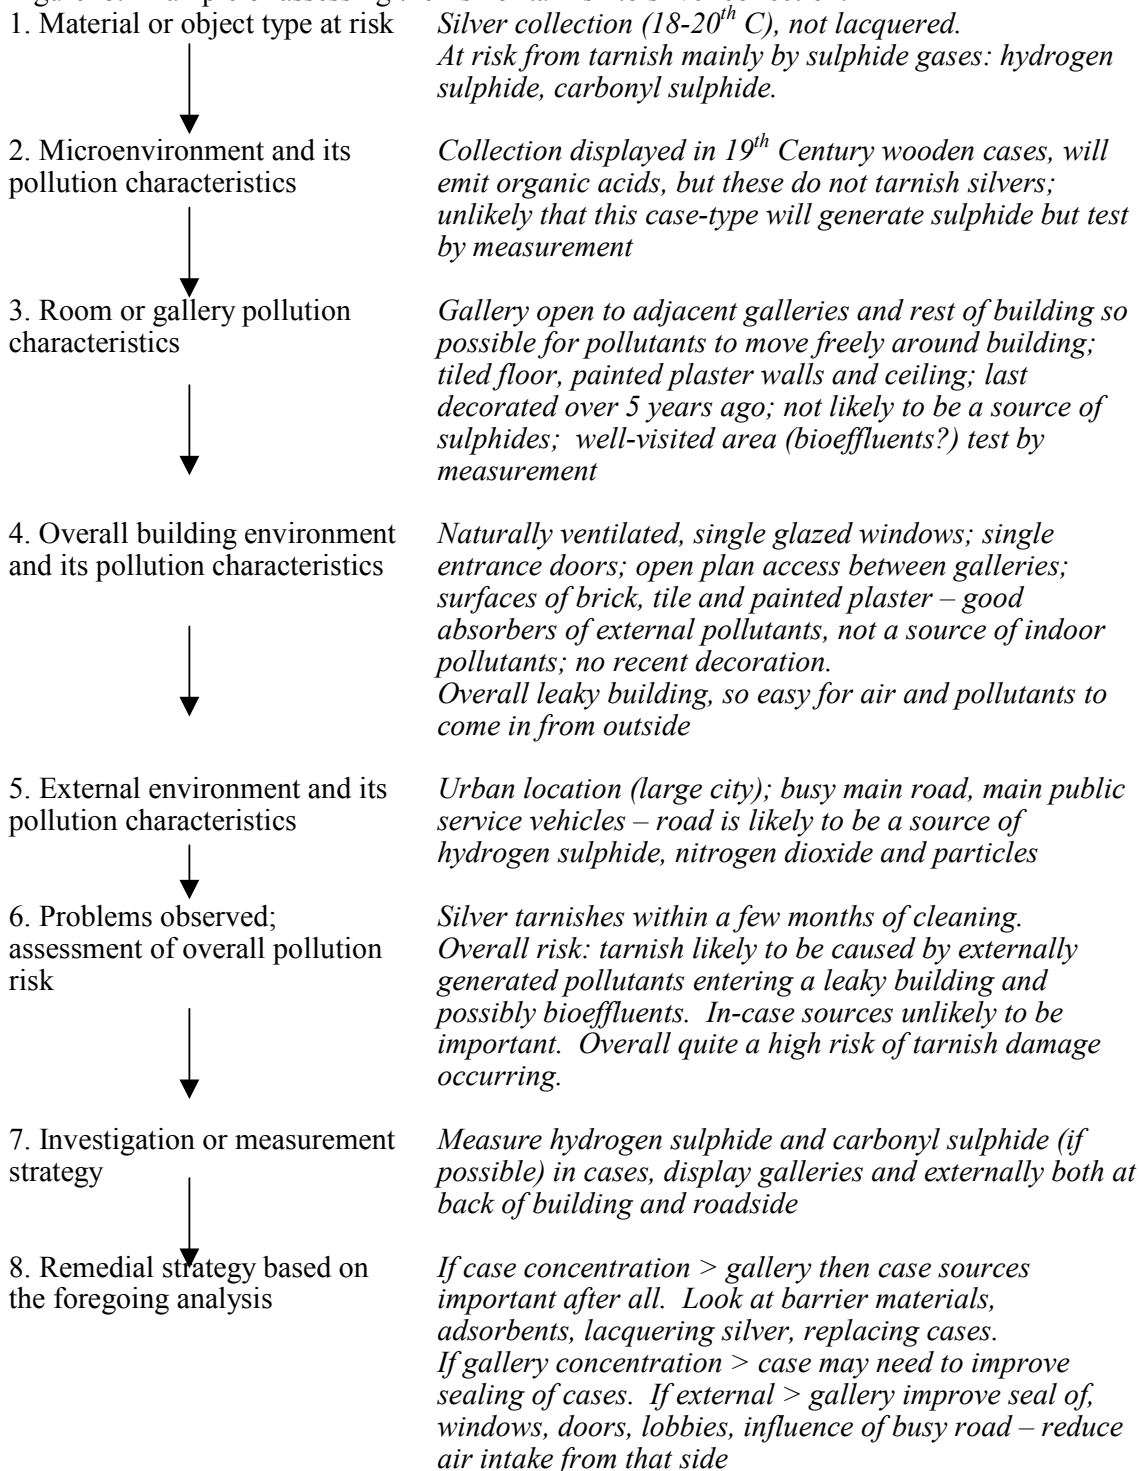 1. Material or object type at risk
Silver collection (18-20th C), not lacquered.
At risk from tarnish mainly by sulphide gases: hydrogen
sulphide, carbonyl sulphide.
2. Microenvironment and its
pollution characteristics
Collection displayed in 19th Century wooden cases, will
emit organic acids, but these do not tarnish silvers;
unlikely that this case-type will generate sulphide but test
by measurement
3. Room or gallery pollution
characteristics
Gallery open to adjacent galleries and rest of building so
possible for pollutants to move freely around building;
tiled floor, painted plaster walls and ceiling; last
decorated over 5 years ago; not likely to be a source of
sulphides;  well-visited area (bioeffluents?) test by
measurement
4. Overall building environment
and its pollution characteristics
Naturally ventilated, single glazed windows; single
entrance doors; open plan access between galleries;
surfaces of brick, tile and painted plaster – good
absorbers of external pollutants, not a source of indoor
pollutants; no recent decoration.
Overall leaky building, so easy for air and pollutants to
come in from outside
5. External environment and its
pollution characteristics
Urban location (large city); busy main road, main public
service vehicles – road is likely to be a source of
hydrogen sulphide, nitrogen dioxide and particles
6. Problems observed;
assessment of overall pollution
risk
Silver tarnishes within a few months of cleaning.
Overall risk: tarnish likely to be caused by externally
generated pollutants entering a leaky building and
possibly bioeffluents.  In-case sources unlikely to be
important.  Overall quite a high risk of tarnish damage
occurring.
7. Investigation or measurement
strategy
Measure hydrogen sulphide and carbonyl sulphide (if
possible) in cases, display galleries and externally both at
back of building and roadside
8. Remedial strategy based on
the foregoing analysis
If case concentration > gallery then case sources
important after all.  Look at barrier materials,
adsorbents, lacquering silver, replacing cases.
If gallery concentration > case may need to improve
sealing of cases.  If external > gallery improve seal of,
windows, doors, lobbies, influence of busy road – reduce
air intake from that side